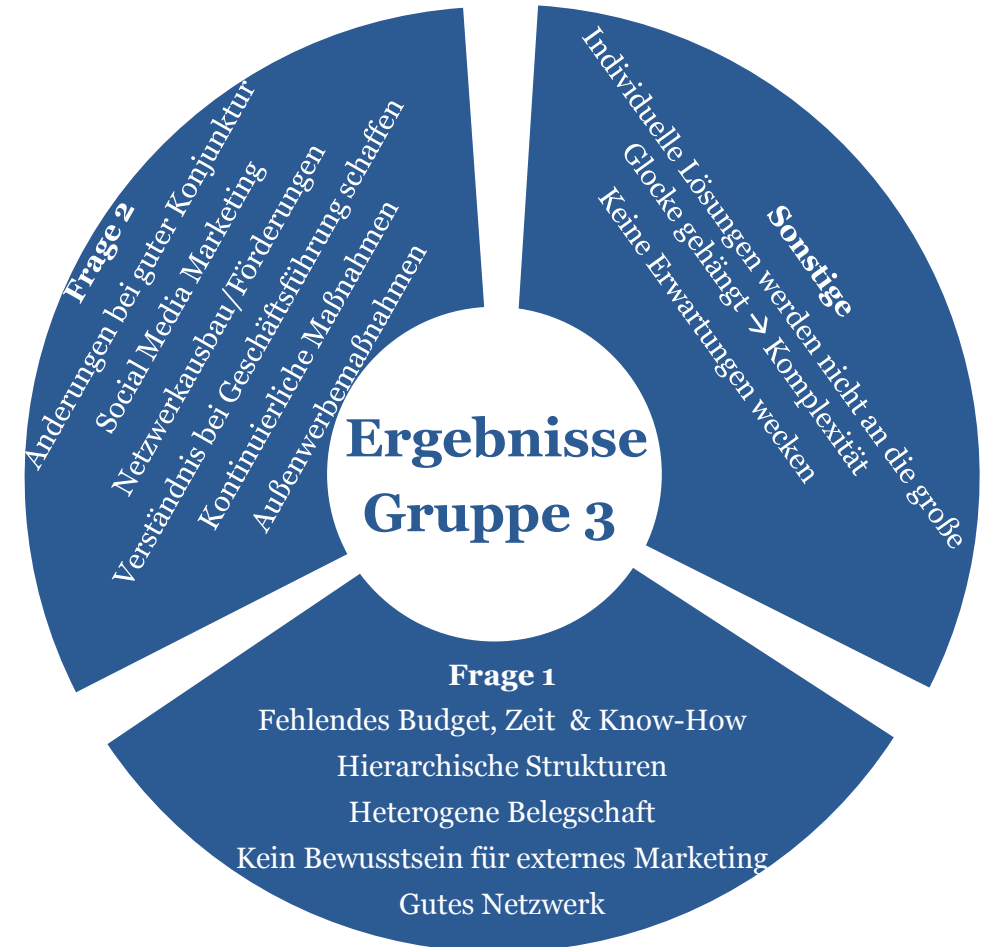 Ergebnisse
Gruppe 3
Frage 1
Fehlendes Budget, Zeit & Know-How
Hierarchische Strukturen
Heterogene Belegschaft
Kein Bewusstsein für externes Marketing
Gutes Netzwerk
Frage 2
Änderungen bei guter Konjunktur
Social Media Marketing
Netzwerkausbau/Förderungen
Verständnis bei Geschäftsführung schaffen
Kontinuierliche Maßnahmen
Außenwerbemaßnahmen
Sonstige
Individuelle Lösungen werden nicht an die große
Glocke gehängt → Komplexität
Keine Erwartungen wecken